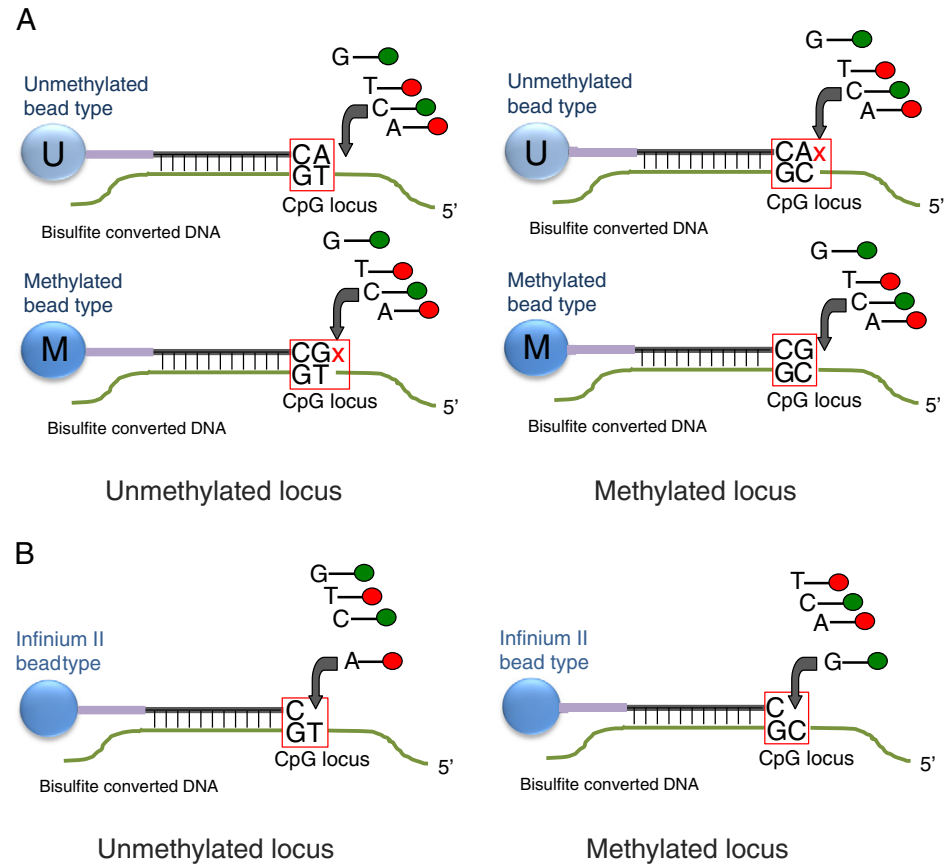 A
G
T
C
A
Unmethylated
bead type
U
CA
GT
CpG locus
5’
Bisulfite converted DNA
G
T
C
A
Unmethylated
bead type
U
CAx
GC
CpG locus
5’
Bisulfite converted DNA
G
T
C
A
Methylated
bead type
M
CGx
GT
CpG locus
5’
Bisulfite converted DNA
G
T
C
A
Methylated
bead type
M
CG
GC
CpG locus
5’
Bisulfite converted DNA
Unmethylated locus
Methylated locus
B
G
T
C
A
Infinium II
beadtype
C
GT
CpG locus
5’
Bisulfite converted DNA
T
C
A
G
Infinium II
bead type
C
GC
CpG locus
5’
Bisulfite converted DNA
Unmethylated locus
Methylated locus